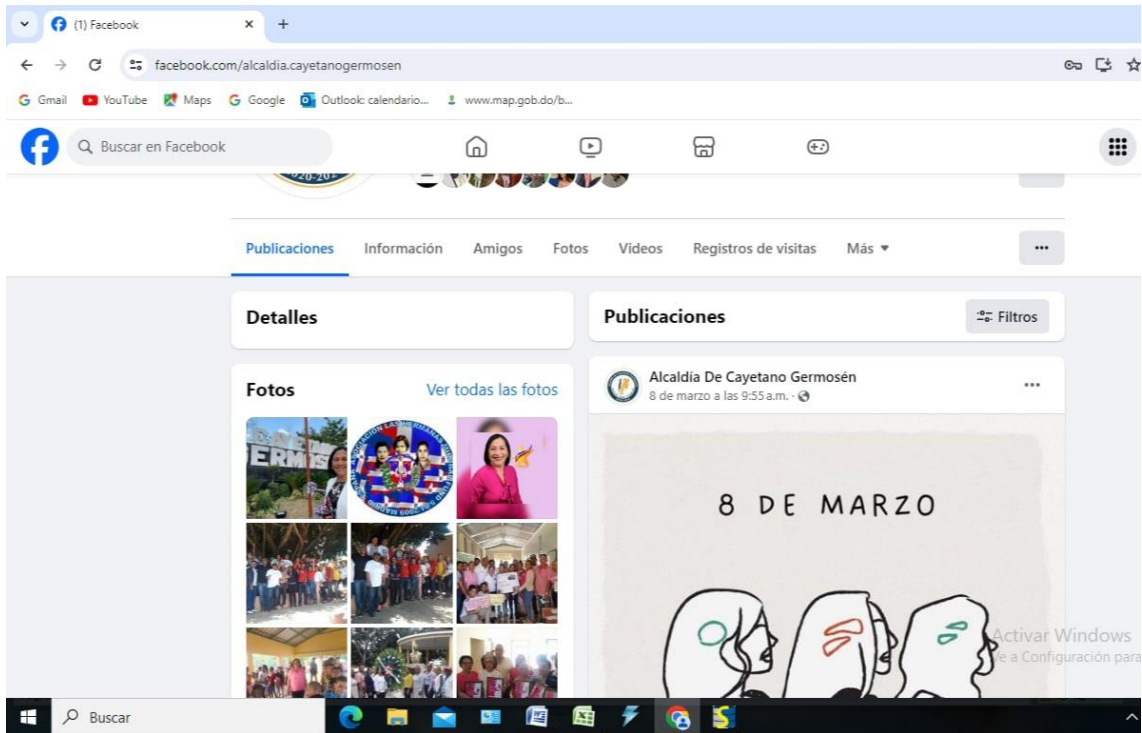 (1) Facebook
facebook.com/alcaldia.cayetanogermosen
Gmail YouTube Maps Google Outlook: calendario... www.map.gob.do/b...
Buscar en Facebook
Publicaciones Información Amigos Fotos Videos Registros de visitas Más
Detalles
Publicaciones
Filtros
Fotos
Ver todas las fotos
Alcaldía De Cayetano Germosén
8 de marzo a las 9:55 a.m.
8 DE MARZO
Activar Windows
Ve a Configuración para
Buscar